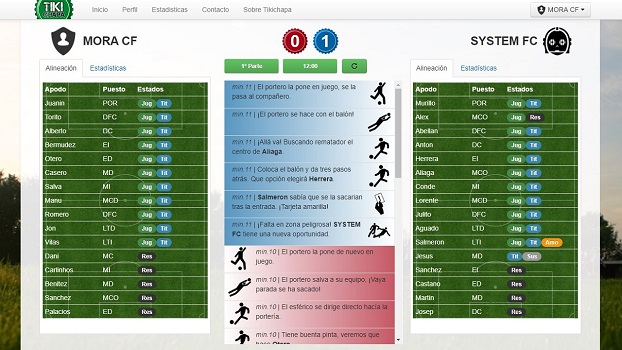 TIKI
CHAPA
Inicio Perfil Estadísticas Contacto Sobre Tikichapa
MORA CF
MORA CF
0 1
SYSTEM FC
Alineación Estadísticas
Apodo Puesto Estados
Juanin POR Jug Tit
Torito DFC Jug Tit
Alberto DC Jug Tit
Bermudez EI Jug Tit
Otero ED Jug Tit
Casero MD Jug Tit
Salva MI Jug Tit
Manu MCD Jug Tit
Romero DFC Jug Tit
Jon LTD Jug Tit
Vilas LTI Jug Tit
Dani MC Res
Carlinhos MI Res
Benitez MD Res
Sanchez MCO Res
Palacios ED Res
1ª Parte 12:00
min.11 | El portero la pone en juego, se la
pasa al compañero.
min.11 | ¡El portero se hace con el balón!
min.11 | ¡Allá va! Buscando rematador el
centro de Aliaga.
min.11 | Coloca el balón y da tres pasos
atrás. Que opción elegirá Herrera.
min.11 | Salmeron sabía que se la sacarían
tras la entrada. ¡Tarjeta amarilla!
min.11 | ¡Falta en zona peligrosa! SYSTEM
FC tiene una nueva oportunidad.
min.10 | El portero la pone de nuevo en
juego.
min.10 | El portero salva a su equipo, ¡Vaya
parada se ha sacado!
min.10 | El esférico se dirige directo hacía la
portería.
min.10 | Tiene buena pinta, veremos que
hace Otero
Alineación Estadísticas
Apodo Puesto Estados
Murillo POR Jug Tit
Alex MCO Jug Res
Abellan DFC Jug Tit
Anton DC Jug Tit
Herrera EI Jug Tit
Aliaga MCO Jug Tit
Conde MI Jug Tit
Lorente MCD Jug Tit
Julito DFC Jug Tit
Aguado LTD Jug Tit
Salmeron LTI Jug Tit Amo
Jesus MD Tit Sus
Sanchez EI Res
Castano ED Res
Martin MD Res
Josep DC Res